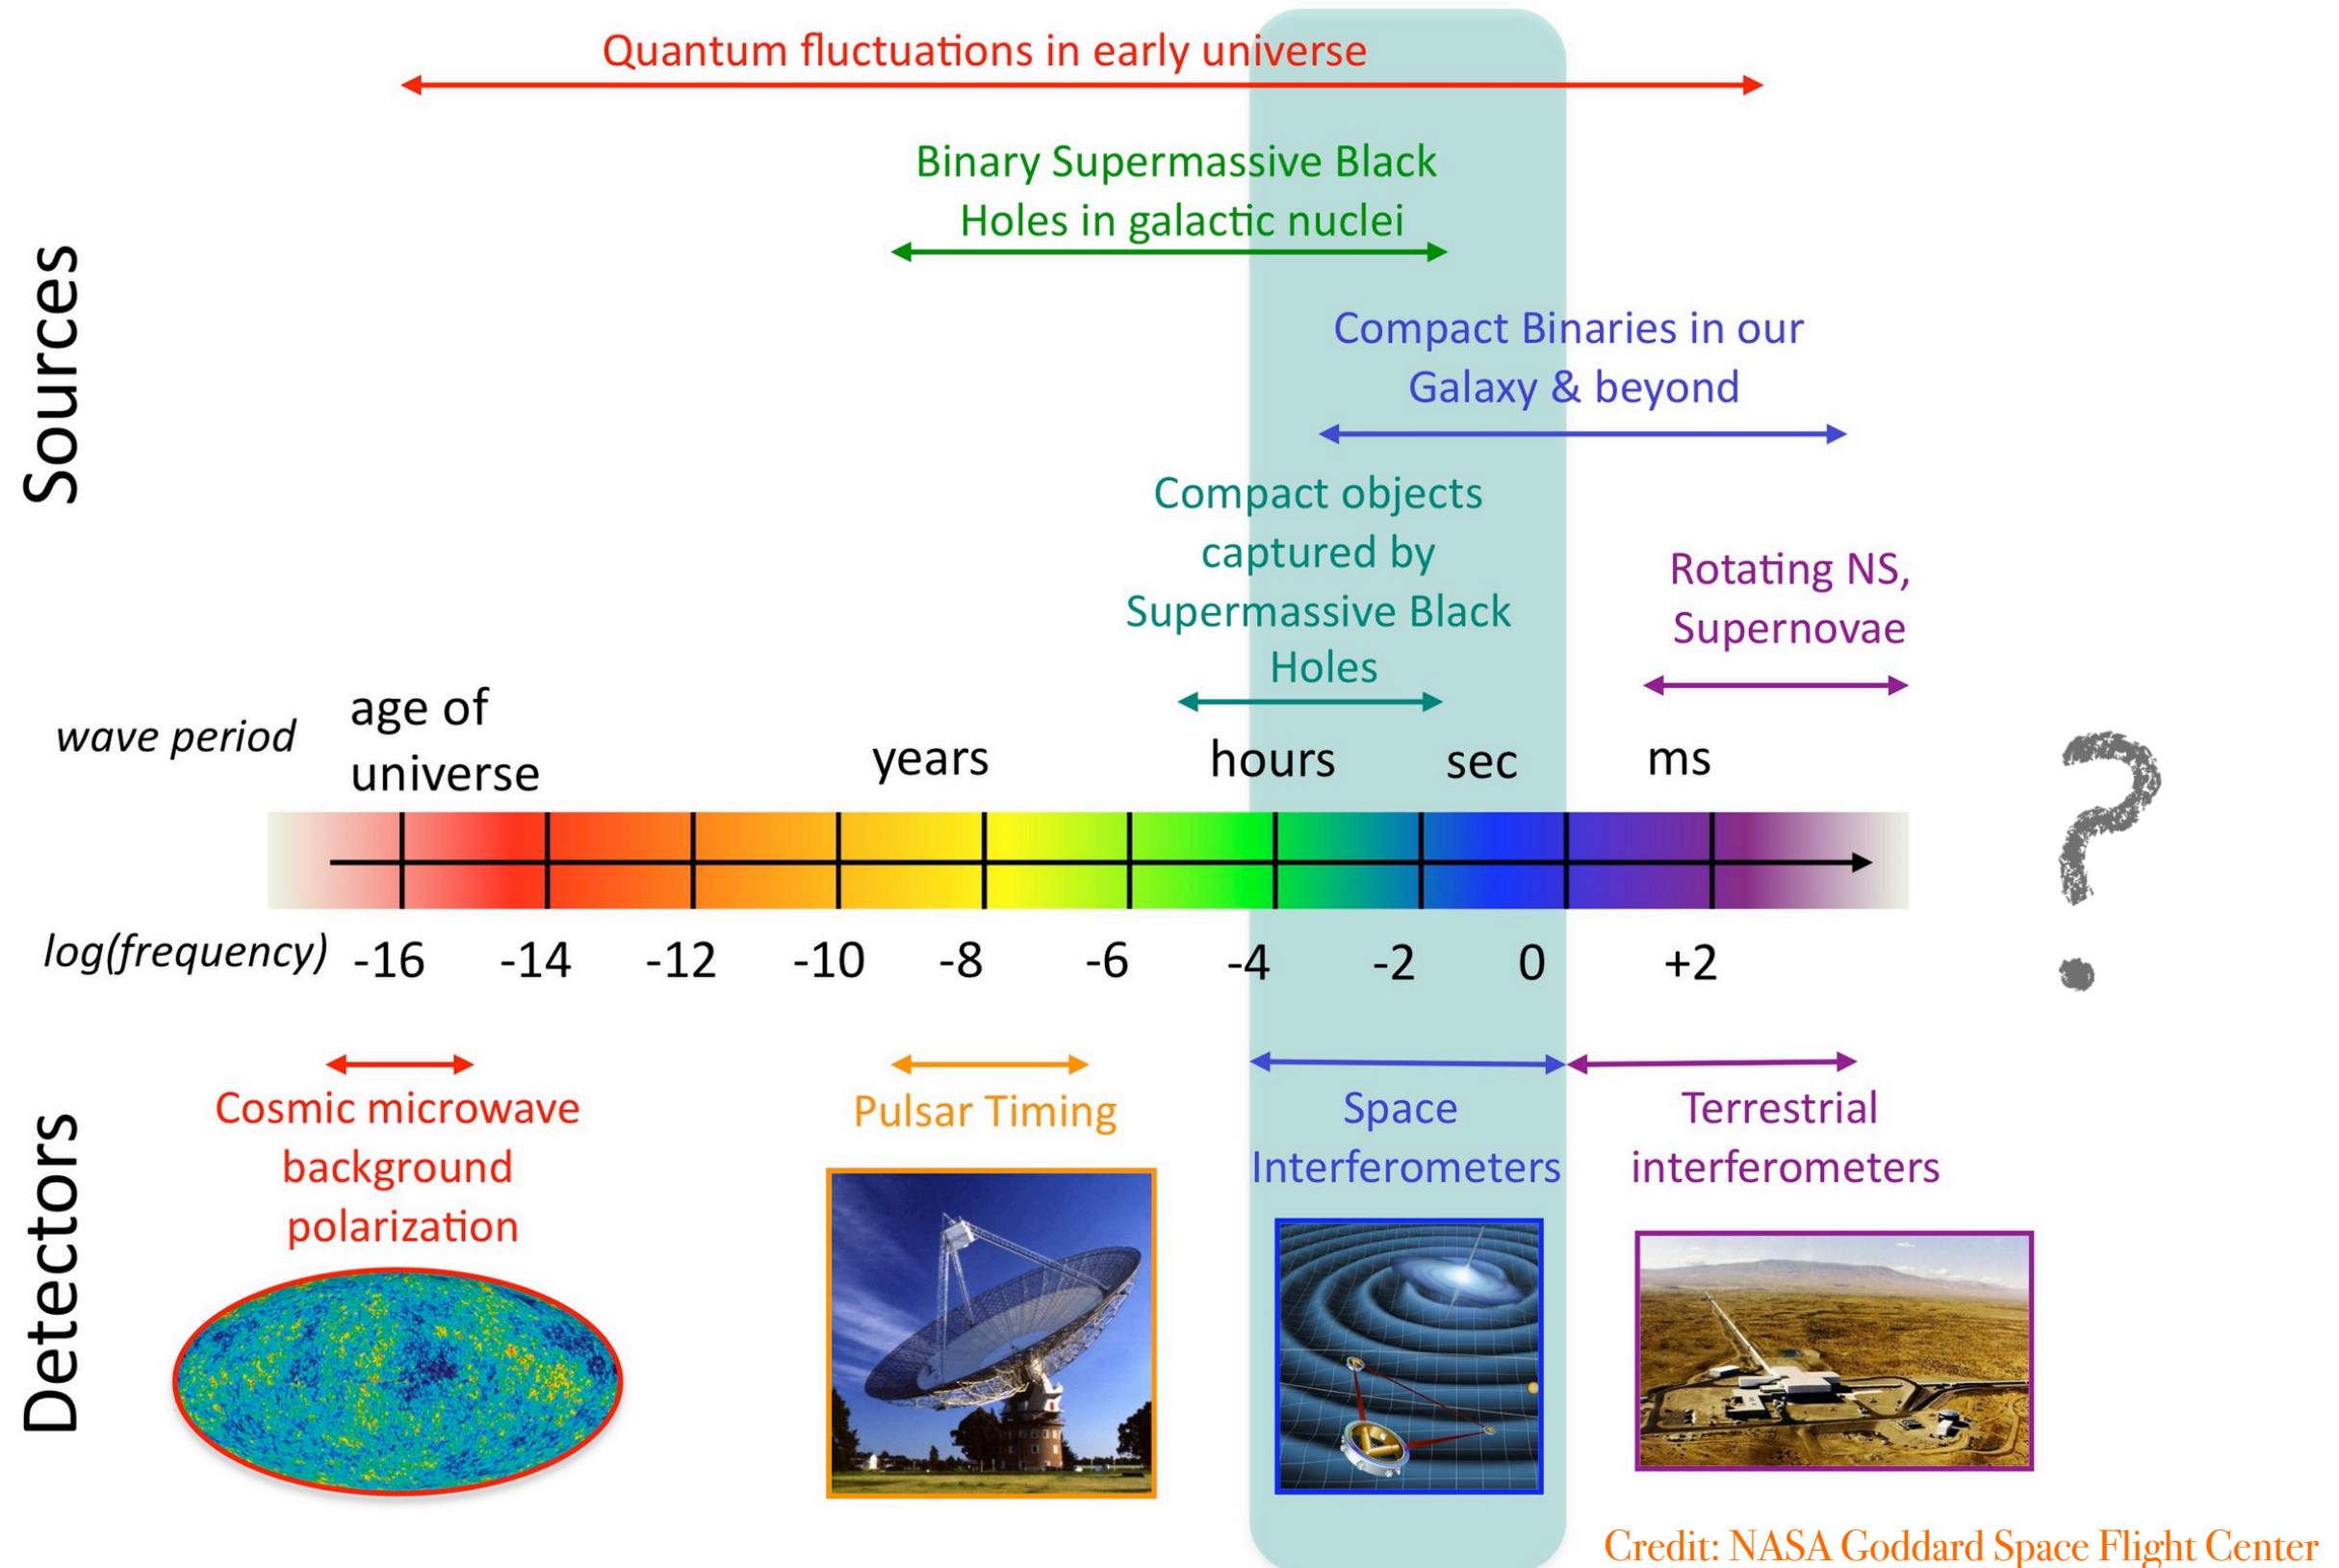 Quantum fluctuations in early universe
Binary Supermassive Black
Holes in galactic nuclei
Compact Binaries in our
Galaxy & beyond
Sources
Compact objects
captured by
Supermassive Black
Holes
Rotating NS,
Supernovae
wave period
age of
universe
years
hours
sec
ms
?
log(frequency)
-16
-14
-12
-10
-8
-6
-4
-2
0
+2
Detectors
Cosmic microwave
background
polarization
Pulsar Timing
Space
Interferometers
Terrestrial
interferometers
Credit: NASA Goddard Space Flight Center